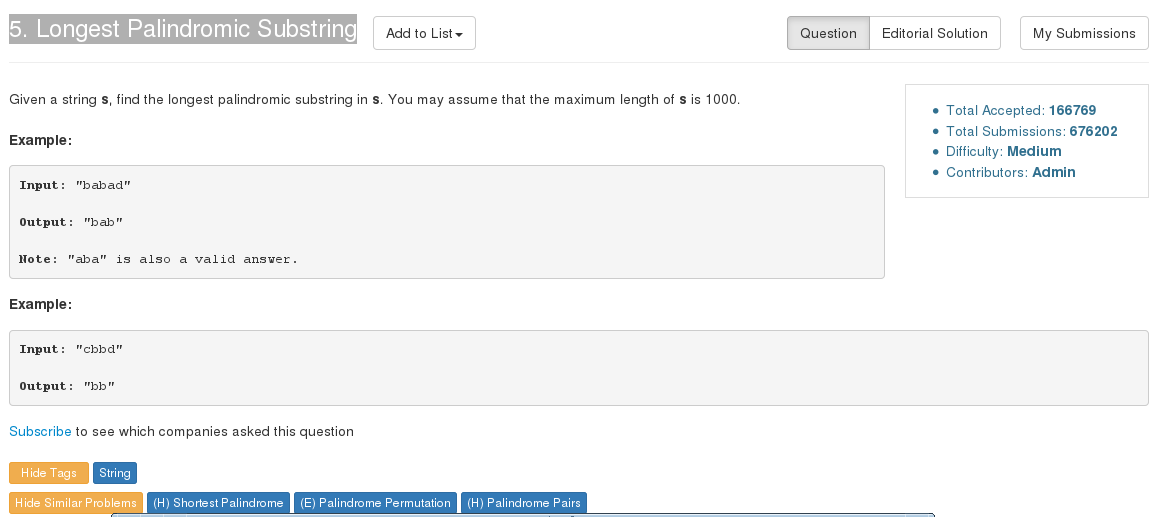 5. Longest Palindromic Substring Add to List Question Editorial Solution My Submissions
Given a string s, find the longest palindromic substring in s. You may assume that the maximum length of s is 1000.
Total Accepted: 166769
Total Submissions: 676202
Difficulty: Medium
Contributors: Admin
Example:
Input: "babad"
Output: "bab"
Note: "aba" is also a valid answer.
Example:
Input: "cbbd"
Output: "bb"
Subscribe to see which companies asked this question
Hide Tags String
Hide Similar Problems (H) Shortest Palindrome (E) Palindrome Permutation (H) Palindrome Pairs